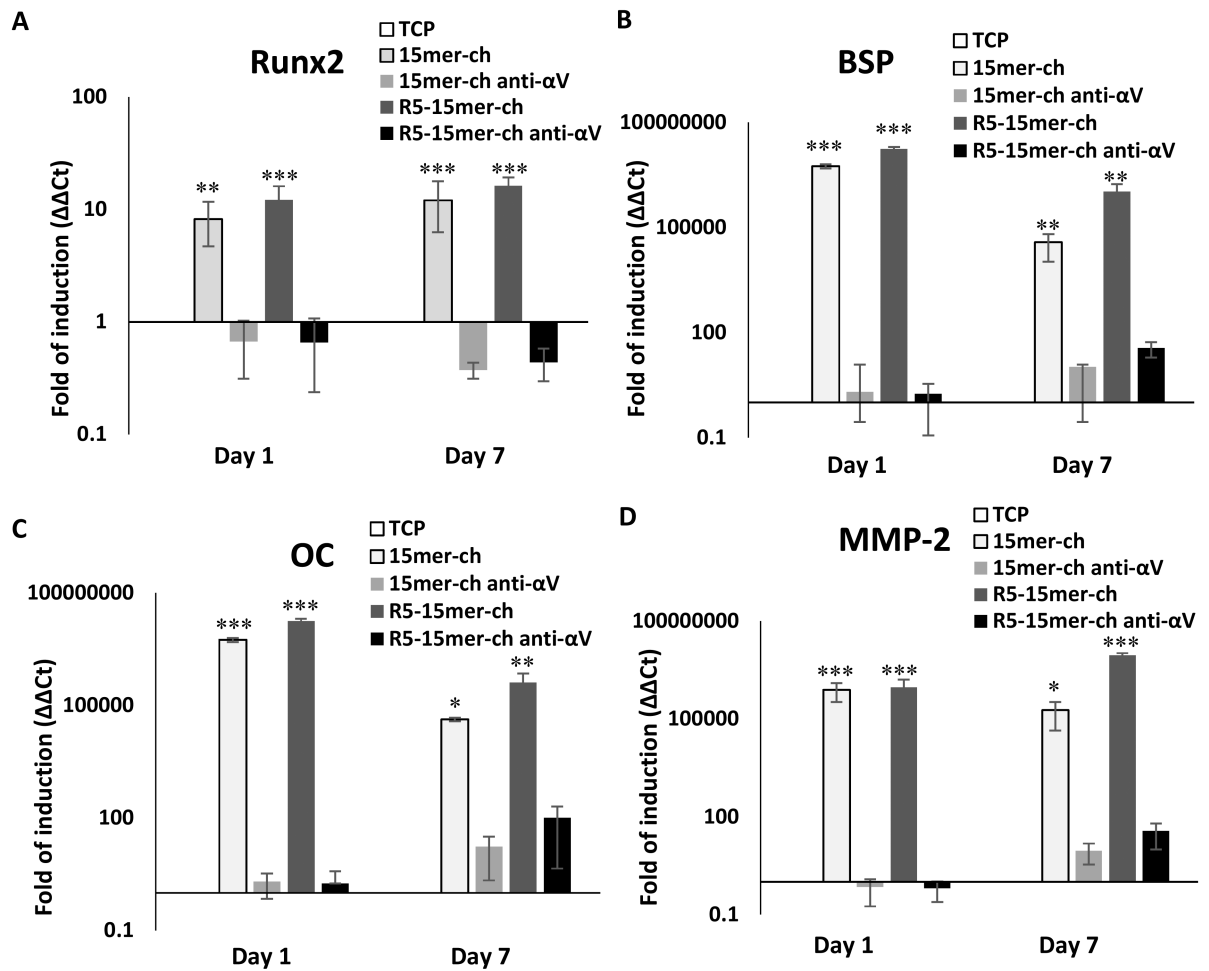 A
Runx2
TCP
15mer-ch
15mer-ch anti-αV
R5-15mer-ch
R5-15mer-ch anti-αV
Fold of induction (ΔΔCt)
100
10
1
0.1
** *** *** ***
Day 1 Day 7
B
BSP
TCP
15mer-ch
15mer-ch anti-αV
R5-15mer-ch
R5-15mer-ch anti-αV
Fold of induction (ΔΔCt)
100000000
100000
100
0.1
*** *** ** **
Day 1 Day 7
C
OC
TCP
15mer-ch
15mer-ch anti-αV
R5-15mer-ch
R5-15mer-ch anti-αV
Fold of induction (ΔΔCt)
100000000
100000
100
0.1
*** *** * **
Day 1 Day 7
D
MMP-2
TCP
15mer-ch
15mer-ch anti-αV
R5-15mer-ch
R5-15mer-ch anti-αV
Fold of induction (ΔΔCt)
100000000
100000
100
0.1
*** *** * ***
Day 1 Day 7